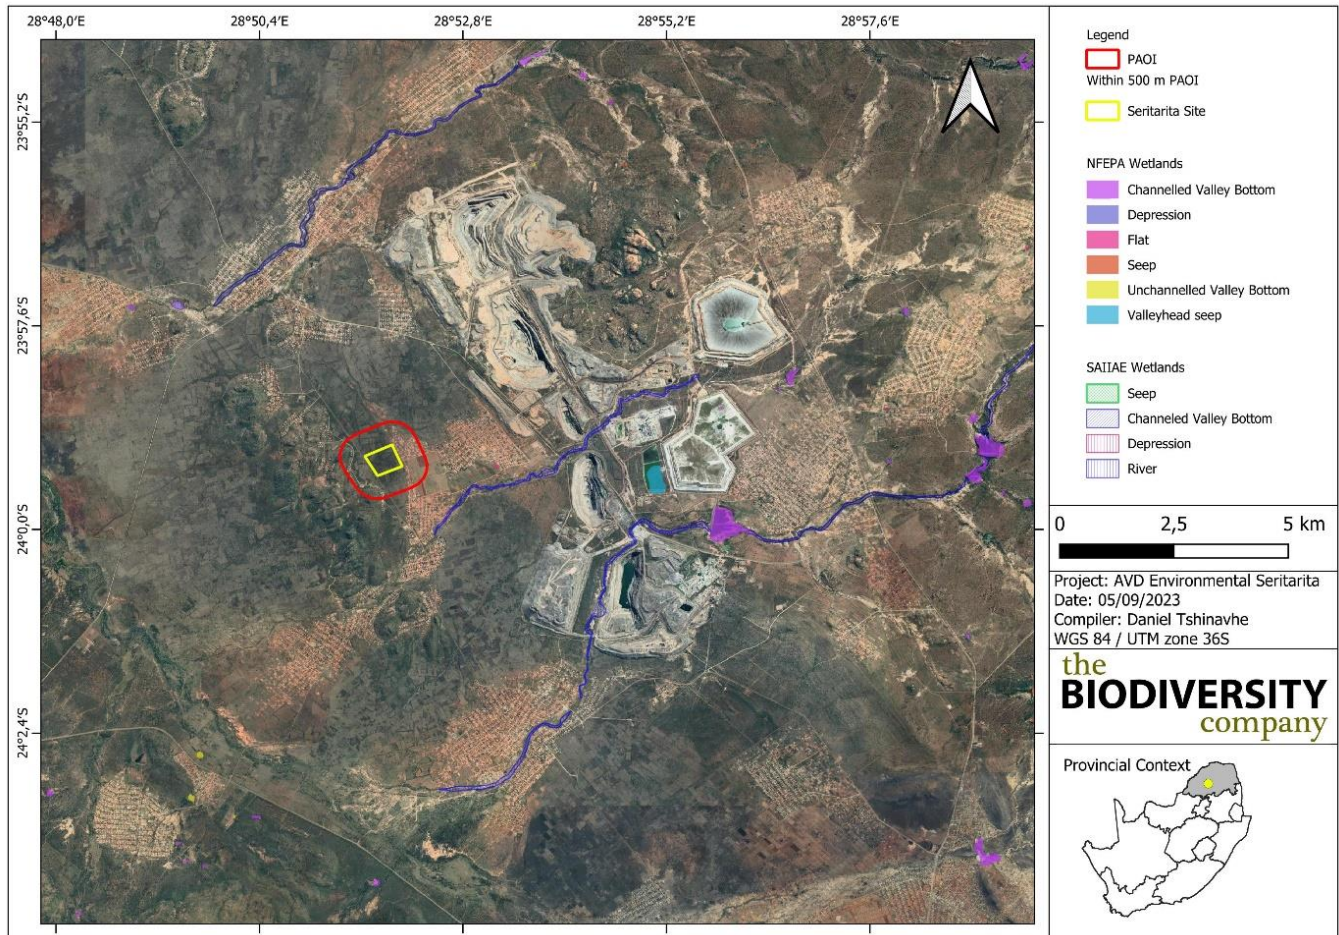 28°48,0'E
28°50,4'E
28°52,8'E
28°55,2'E
28°57,6'E
23°55,2'S
23°57,6'S
24°0,0'S
24°2,4'S
Legend
PAOI
Within 500 m PAOI
Seritarita Site
NFEPA Wetlands
Channelled Valley Bottom
Depression
Flat
Seep
Unchannelled Valley Bottom
Valleyhead seep
SAIIAE Wetlands
Seep
Channeled Valley Bottom
Depression
River
0 2,5 5 km
Project: AVD Environmental Seritarita
Date: 05/09/2023
Compiler: Daniel Tshinavhe
WGS 84 / UTM zone 36S
the
BIODIVERSITY
company
Provincial Context